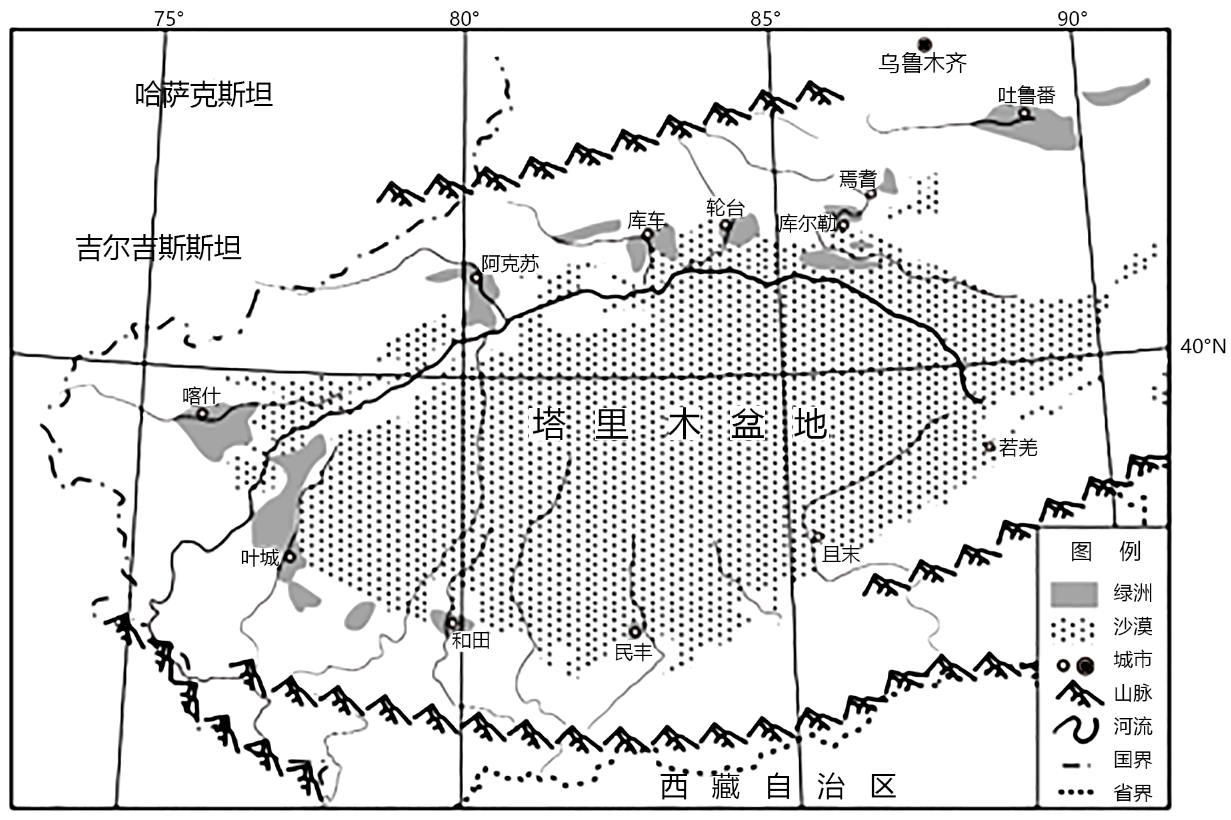 75°
80°
85°
90°
乌鲁木齐
哈萨克斯坦
吐鲁番
焉耆
轮台
库车
库尔勒
吉尔吉斯斯坦
阿克苏
40°N
喀什
塔里木盆地
若羌
叶城
且末
和田
民丰
西藏自治区
图例
绿洲
沙漠
城市
山脉
河流
国界
省界